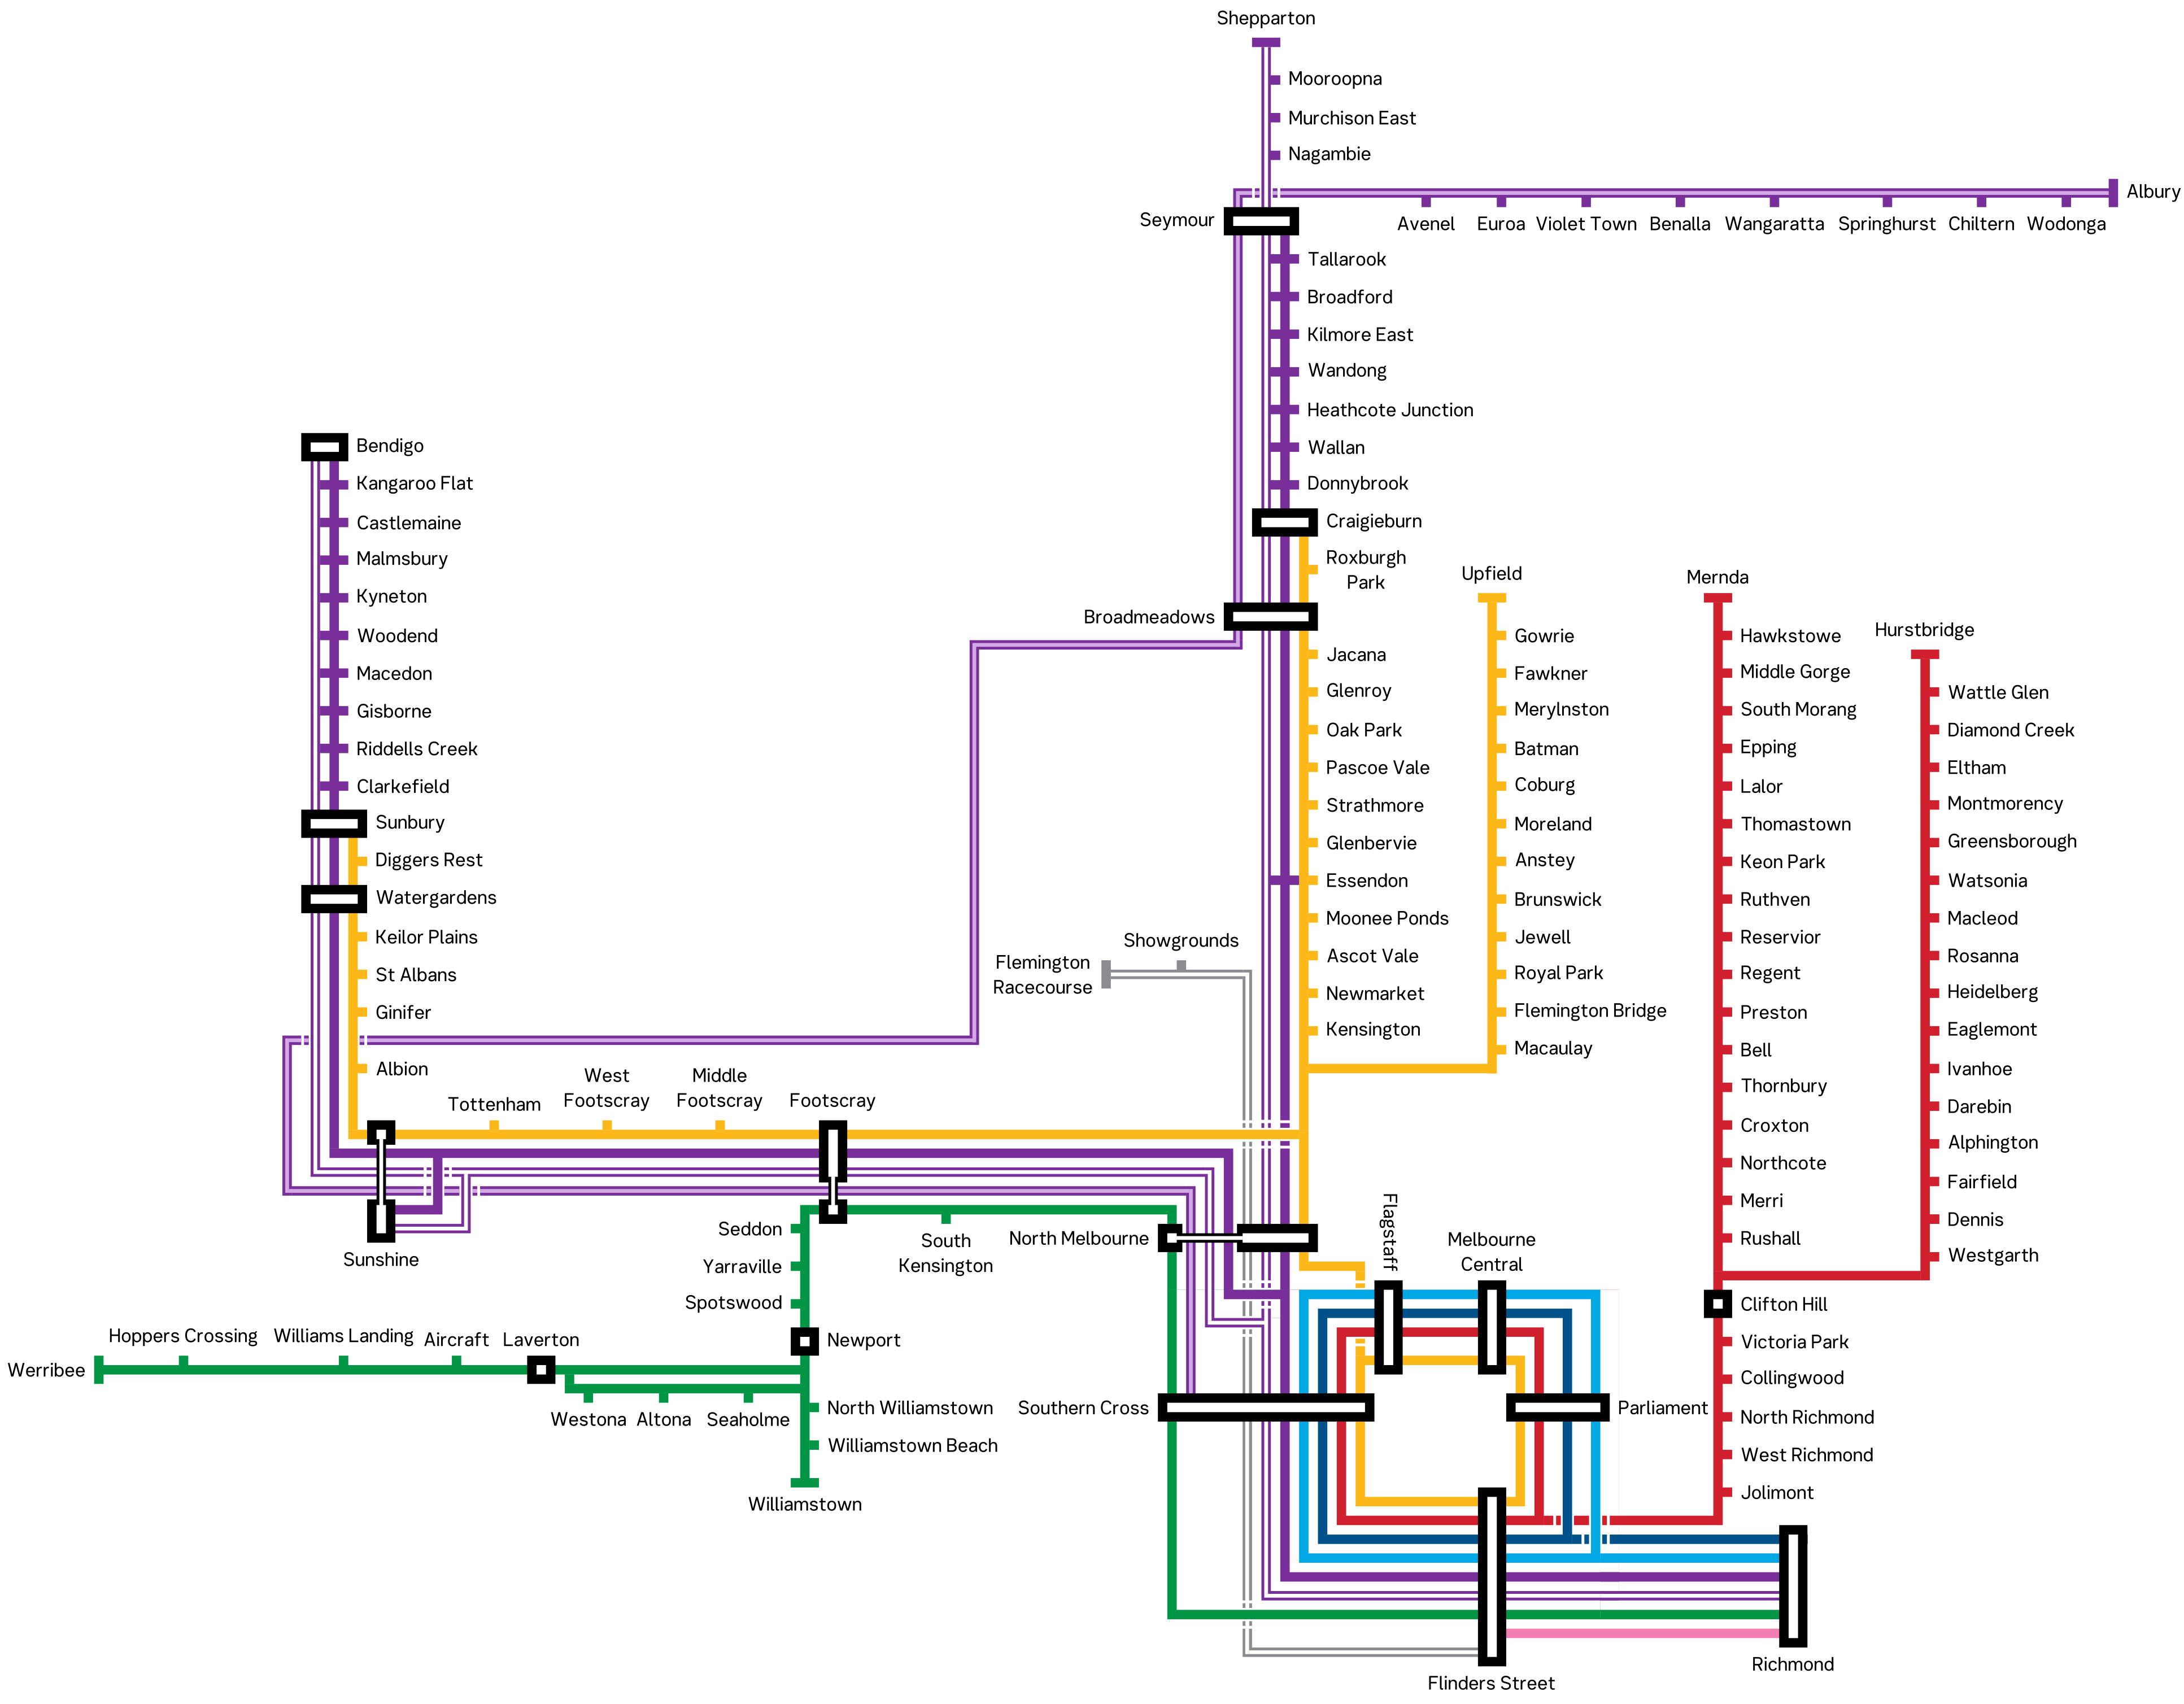 Shepparton
Mooroopna
Murchison East
Nagambie
Albury
Seymour
Avenel
Euroa
Violet Town
Benalla
Wangaratta
Springhurst
Chiltern
Wodonga
Tallarook
Broadford
Kilmore East
Wandong
Heathcote Junction
Wallan
Donnybrook
Craigieburn
Roxburgh
Park
Broadmeadows
Jacana
Glenroy
Oak Park
Pascoe Vale
Strathmore
Glenbervie
Essendon
Moonee Ponds
Ascot Vale
Newmarket
Kensington
Bendigo
Kangaroo Flat
Castlemaine
Malmsbury
Kyneton
Woodend
Macedon
Gisborne
Riddells Creek
Clarkefield
Sunbury
Diggers Rest
Watergardens
Keilor Plains
St Albans
Ginifer
Albion
Upfield
Gowrie
Fawkner
Merylnston
Batman
Coburg
Moreland
Anstey
Brunswick
Jewell
Royal Park
Flemington Bridge
Macaulay
Mernda
Hawkstowe
Middle Gorge
South Morang
Epping
Lalor
Thomastown
Keon Park
Ruthven
Reservior
Regent
Preston
Bell
Thornbury
Croxton
Northcote
Merri
Rushall
Clifton Hill
Victoria Park
Collingwood
North Richmond
West Richmond
Jolimont
Hurstbridge
Wattle Glen
Diamond Creek
Eltham
Montmorency
Greensborough
Watsonia
Macleod
Rosanna
Heidelberg
Eaglemont
Ivanhoe
Darebin
Alphington
Fairfield
Dennis
Westgarth
Showgrounds
Flemington
Racecourse
Tottenham
West
Footscray
Middle
Footscray
Footscray
Sunshine
Seddon
Yarraville
Spotswood
Newport
South
Kensington
North Melbourne
Flagstaff
Melbourne
Central
Hoppers Crossing
Williams Landing
Aircraft
Laverton
Werribee
Westona
Altona
Seaholme
North Williamstown
Williamstown Beach
Williamstown
Southern Cross
Parliament
Richmond
Flinders Street